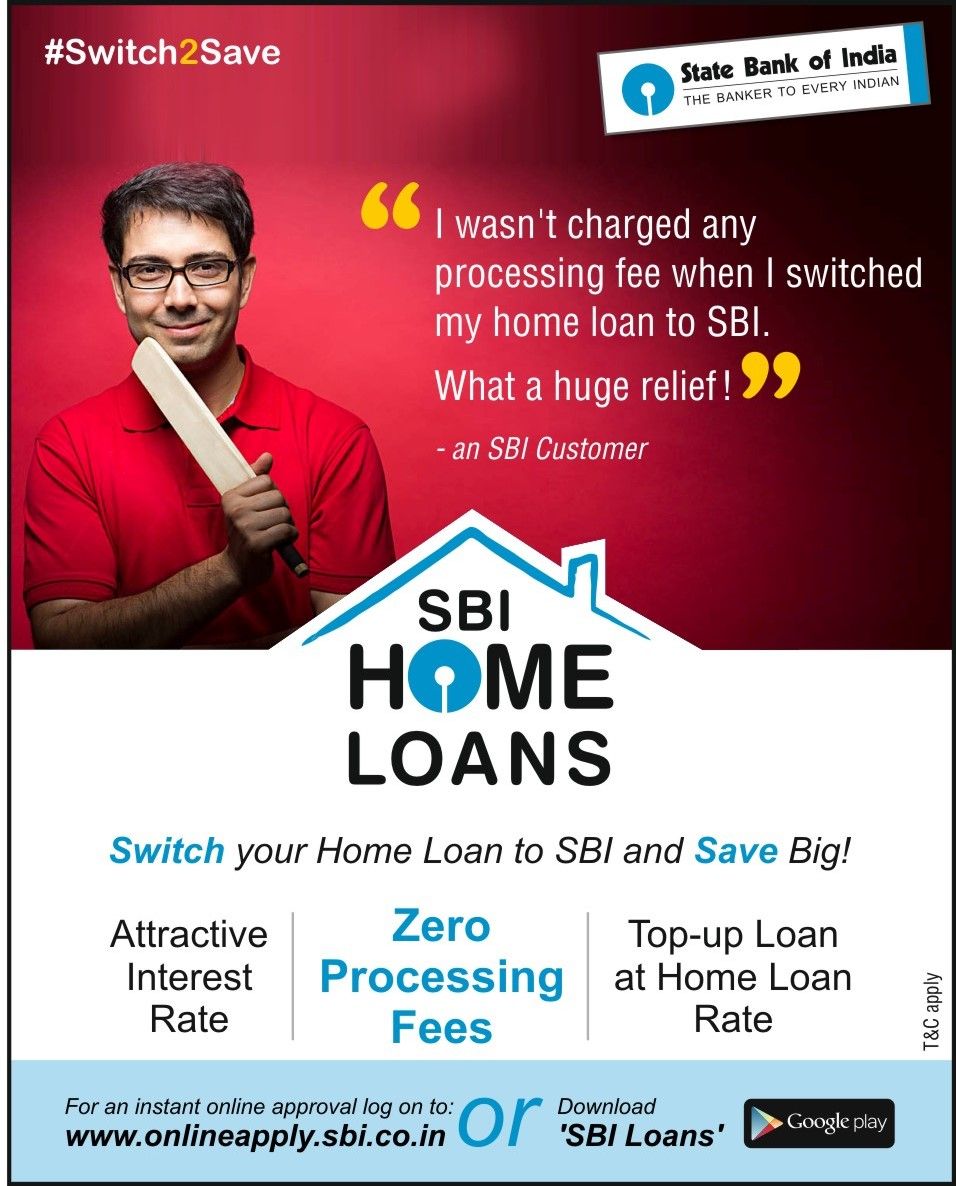 #Switch2Save
State Bank of India
THE BANKER TO EVERY INDIAN
“ I wasn't charged any
processing fee when I switched
my home loan to SBI.
What a huge relief! ”
- an SBI Customer
SBI
HOME
LOANS
Switch your Home Loan to SBI and Save Big!
Attractive
Interest
Rate
Zero
Processing
Fees
Top-up Loan
at Home Loan
Rate
T&C apply
For an instant online approval log on to:
www.onlineapply.sbi.co.in
or
Download
'SBI Loans'
Google play